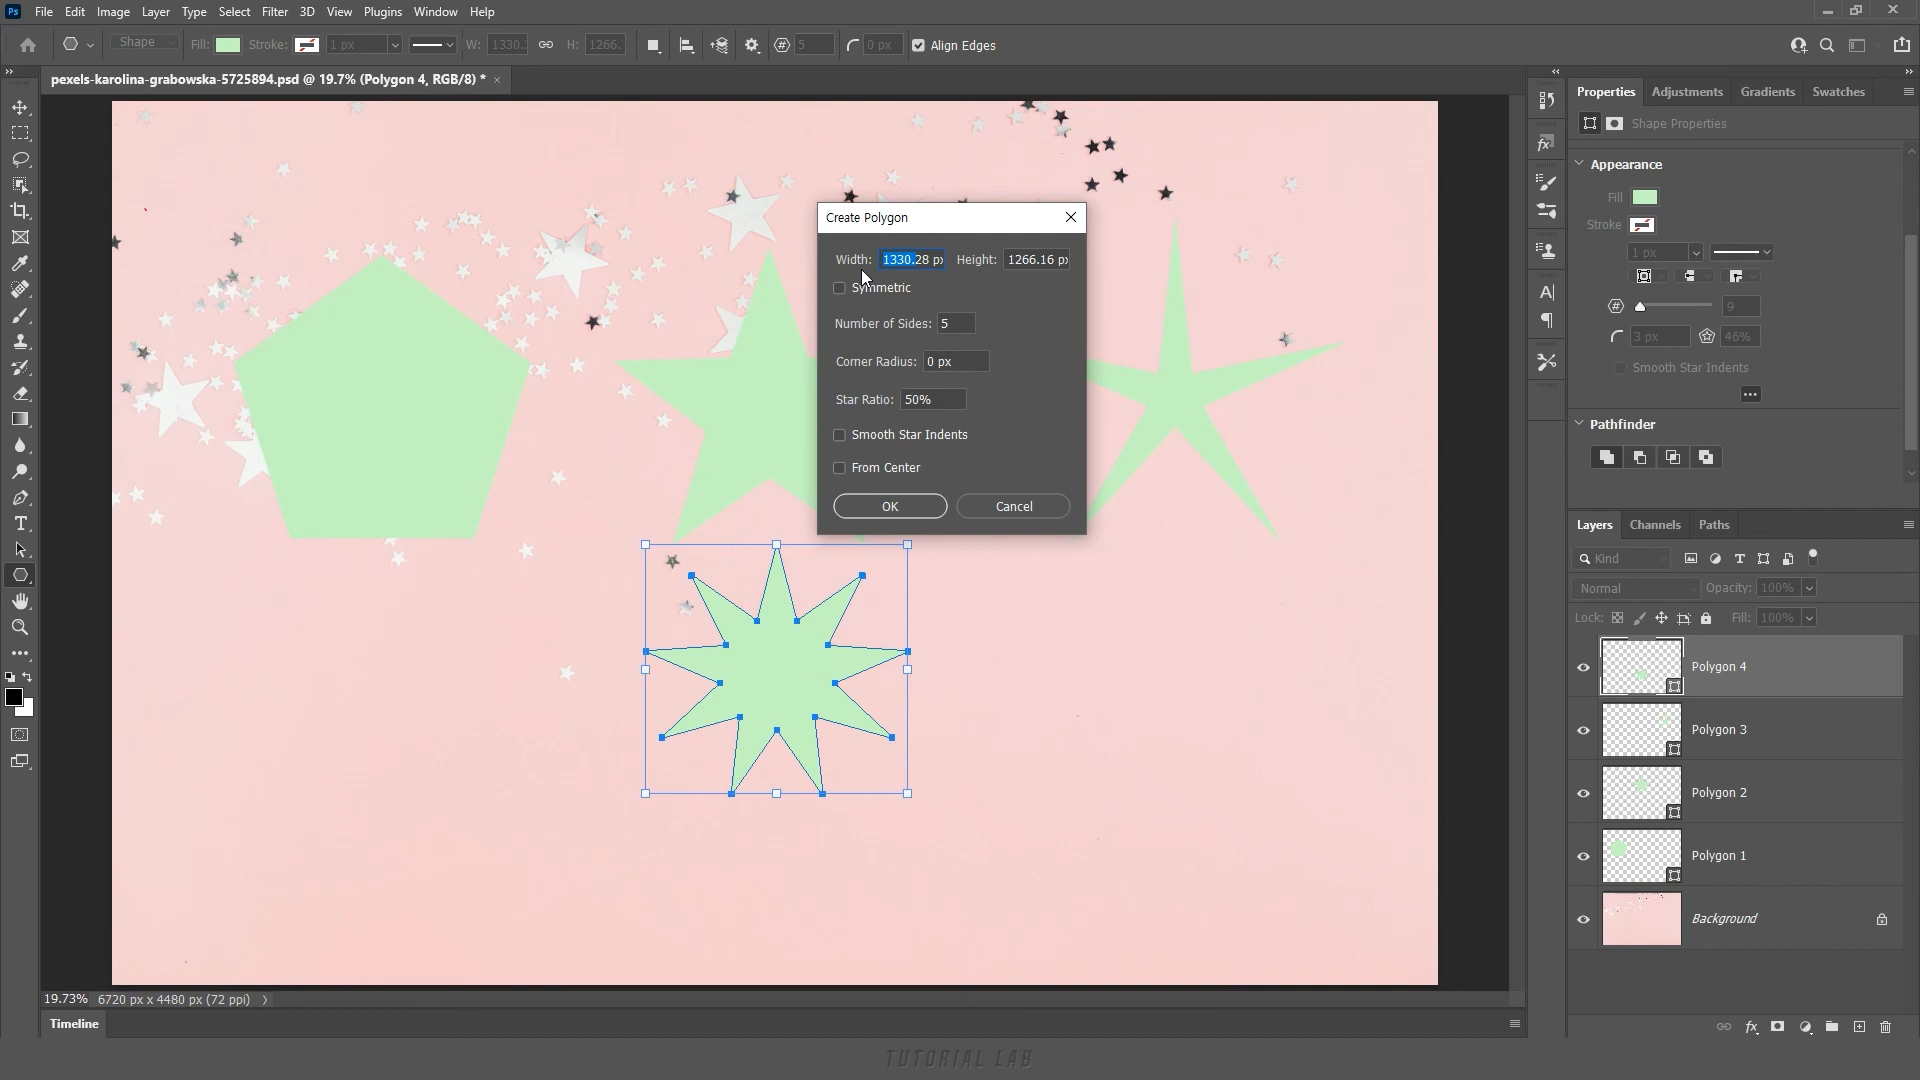 Ps File Edit Image Layer Type Select Filter 3D View Plugins Window Help
Shape Fill: Stroke: 1 px W: 1330.: H: 1266. 5 0 px Align Edges
pexels-karolina-grabowska-5725894.psd @ 19.7% (Polygon 4, RGB/8) * ×
Properties Adjustments Gradients Swatches
Shape Properties
Appearance
Fill
Stroke
1 px
9
3 px 46%
Smooth Star Indents
Pathfinder
Create Polygon
Width: 1330.28 px Height: 1266.16 px
Symmetric
Number of Sides: 5
Corner Radius: 0 px
Star Ratio: 50%
Smooth Star Indents
From Center
OK Cancel
Layers Channels Paths
Kind
Normal Opacity: 100%
Lock: Fill: 100%
Polygon 4
Polygon 3
Polygon 2
Polygon 1
Background
19.73% 6720 px x 4480 px (72 ppi)
Timeline
TUTORIAL LAB